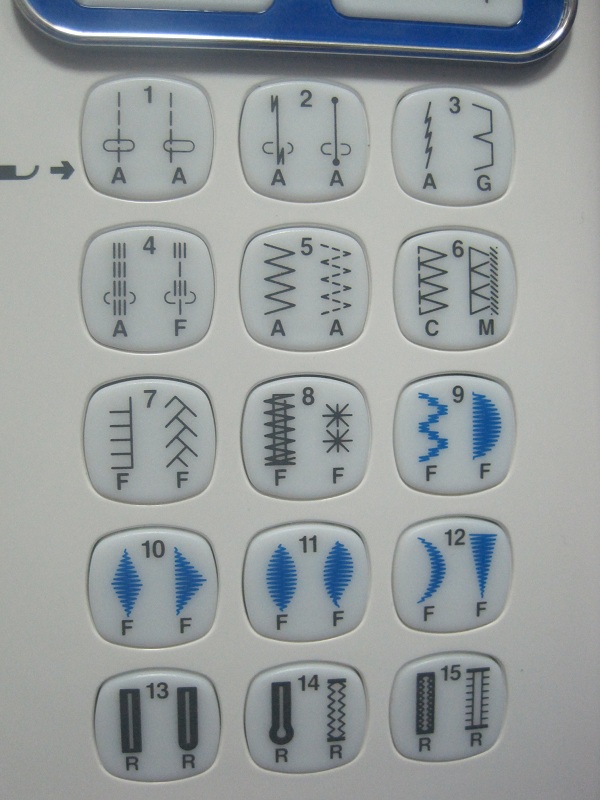 1 2 3
A A A A A G
4 5 6
A F A A C M
7 8 9
F F F F F F
10 11 12
F F F F F F
13 14 15
R R R R R R